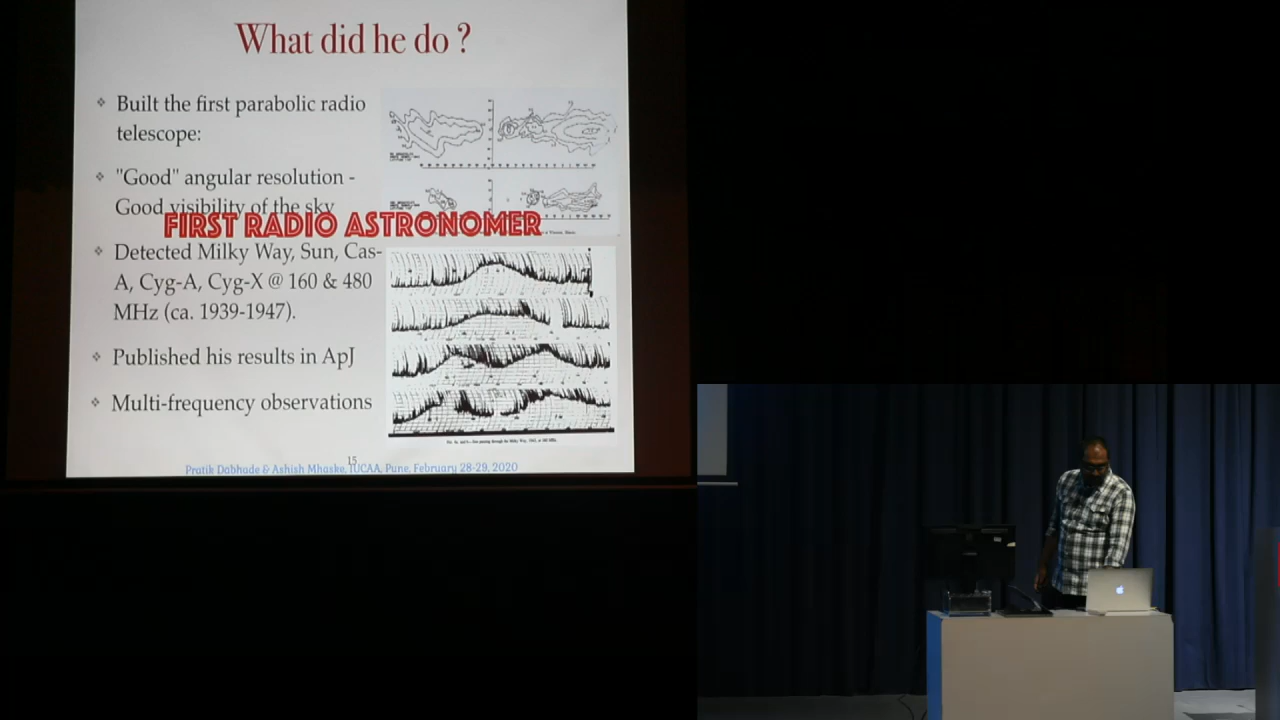 What did he do ?
❖ Built the first parabolic radio
telescope:
❖ "Good" angular resolution -
Good visibility of the sky
FIRST RADIO ASTRONOMER
❖ Detected Milky Way, Sun, Cas-
A, Cyg-A, Cyg-X @ 160 & 480
MHz (ca. 1939-1947).
❖ Published his results in ApJ
❖ Multi-frequency observations
15
Pratik Dabhade & Ashish Mhaske, IUCAA, Pune, February 28-29, 2020